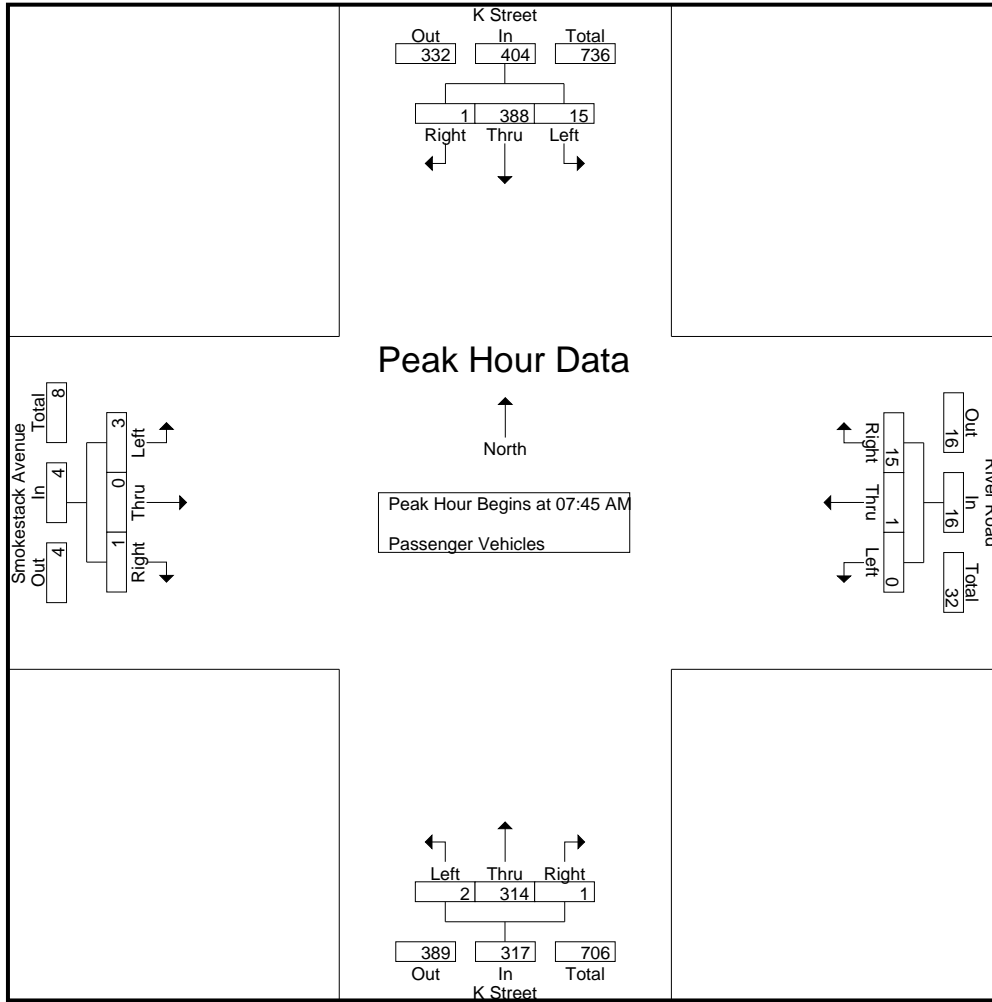 K Street
Out In Total
332 404 736
1 388 15
Right Thru Left
Peak Hour Data
North
Peak Hour Begins at 07:45 AM
Passenger Vehicles
Smokestack Avenue
Out In Total
4 4 8
3 0 1
Left Thru Right
River Road
Out In Total
16 16 32
Right Thru Left
15 1 0
Left Thru Right
2 314 1
389 317 706
Out In Total
K Street